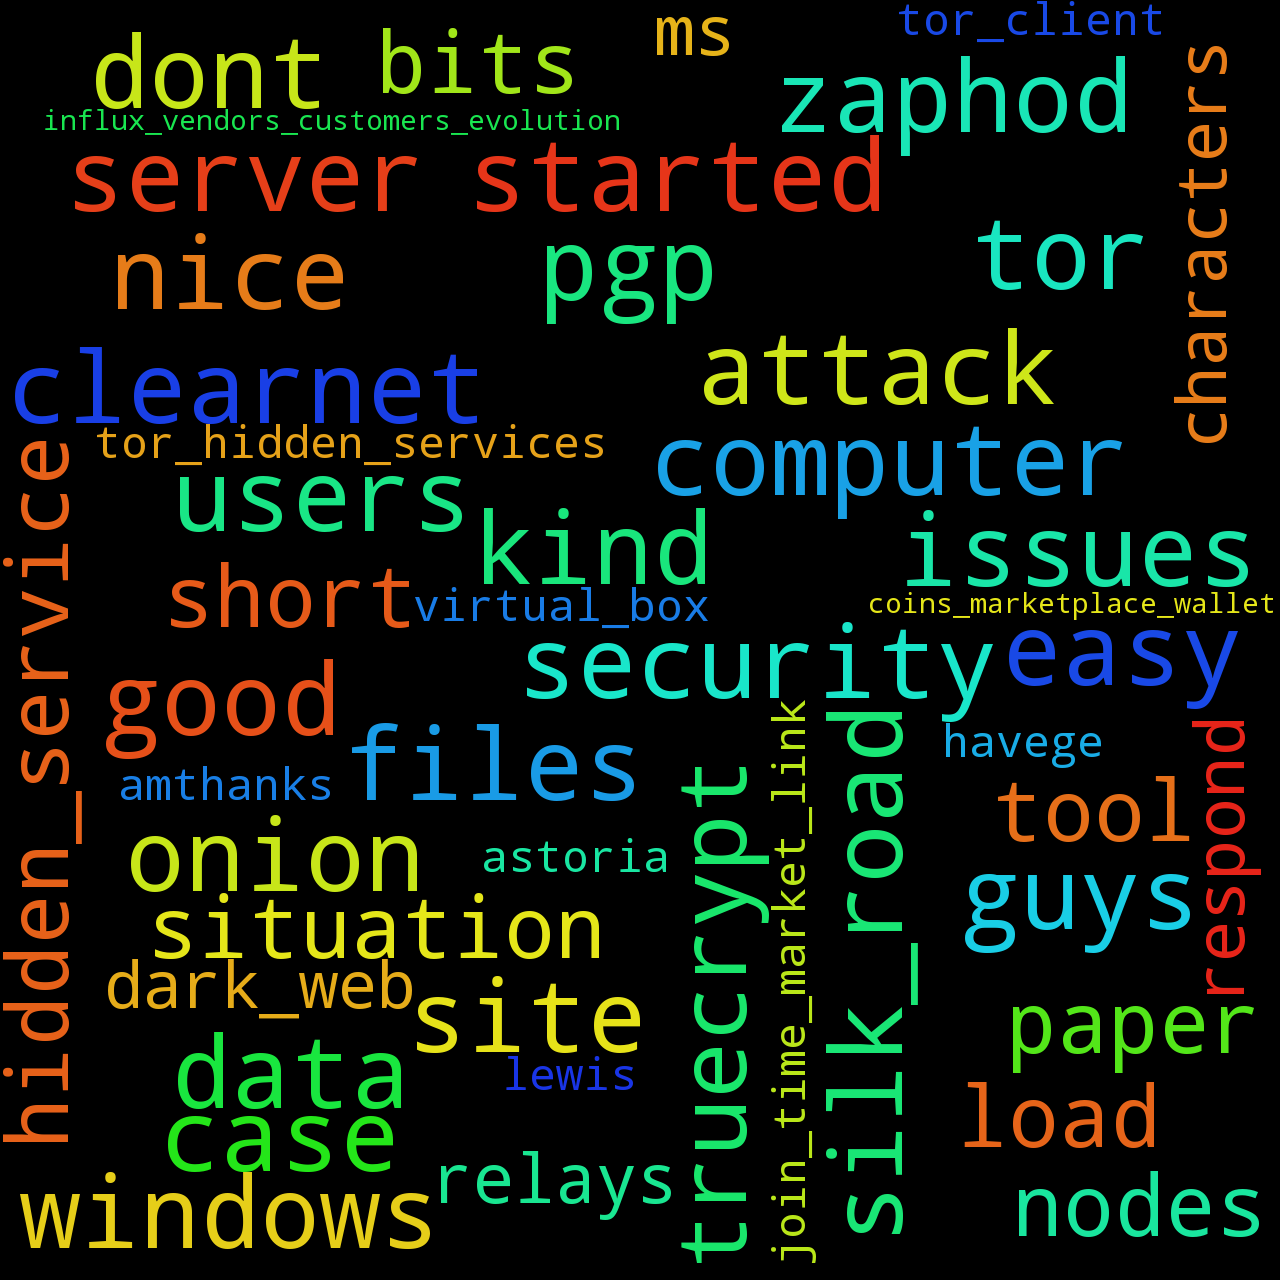 ms
tor_client
dont
bits
zaphod
influx_vendors_customers_evolution
characters
server
started
nice
pgp
tor
clearnet
attack
tor_hidden_services
computer
hidden_service
users
kind
issues
short
virtual_box
coins_marketplace_wallet
security
easy
good
files
havege
amthanks
truecrypt
join_time_market_link
silk_road
tool
respond
onion
astoria
guys
situation
dark_web
site
paper
data
lewis
case
load
windows
relays
nodes